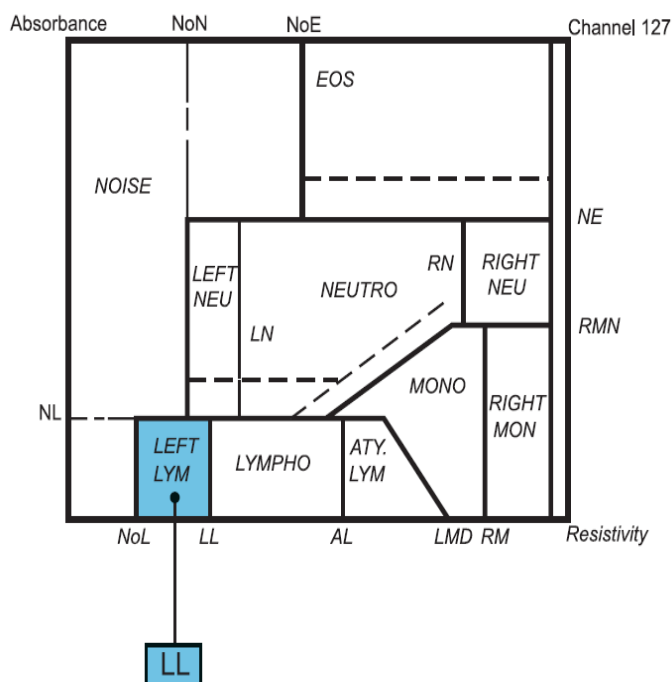 Absorbance NoN NoE Channel 127
EOS
NOISE
NE
LEFT
NEU
NEUTRO
RN
RIGHT
NEU
LN
RMN
MONO
RIGHT
MON
NL
LEFT
LYM
LYMPHO
ATY.
LYM
NoL LL AL LMD RM Resistivity
LL